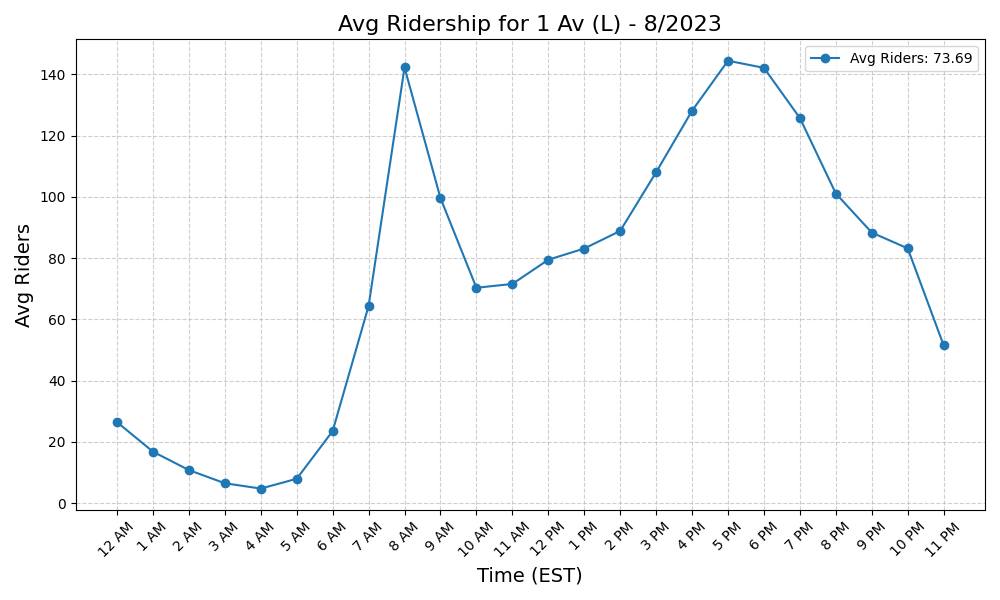 Avg Ridership for 1 Av (L) - 8/2023
Avg Riders: 73.69
Avg Riders
140
120
100
80
60
40
20
0
12 AM
1 AM
2 AM
3 AM
4 AM
5 AM
6 AM
7 AM
8 AM
9 AM
10 AM
11 AM
12 PM
1 PM
2 PM
3 PM
4 PM
5 PM
6 PM
7 PM
8 PM
9 PM
10 PM
11 PM
Time (EST)